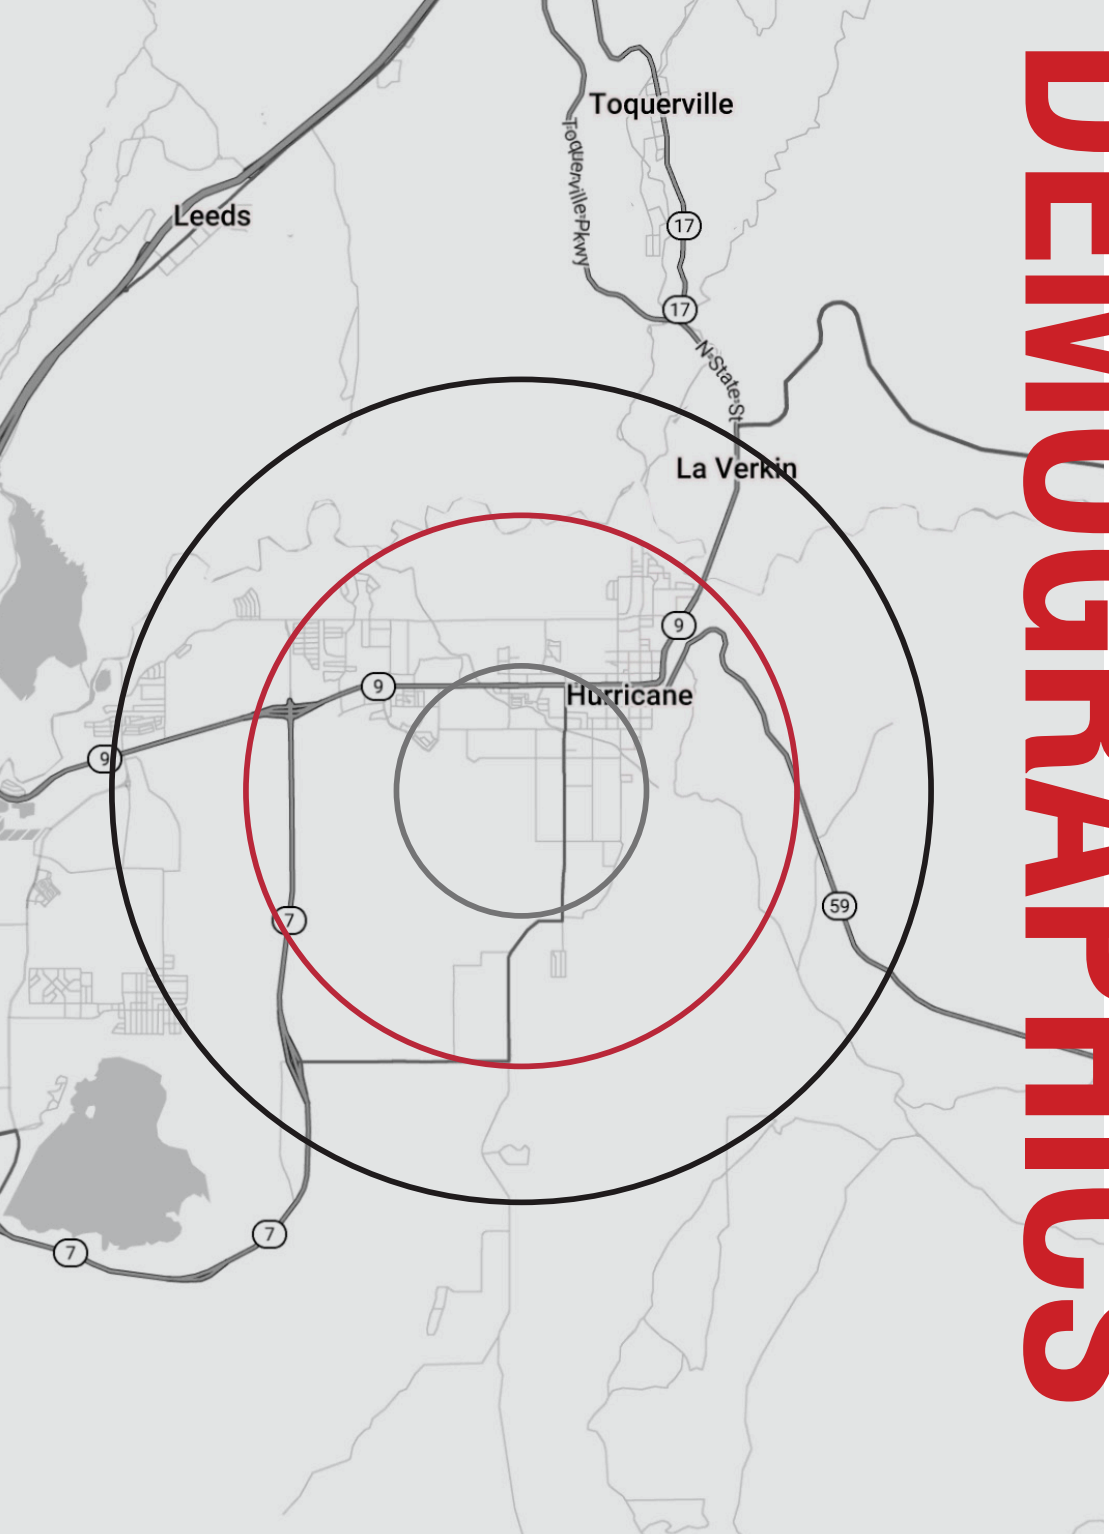 Toquerville
Toquerville Pkwy
Leeds
17
17
N State St
La Verkin
9
9
Hurricane
9
59
7
7
7
DEMOGRAPHICS